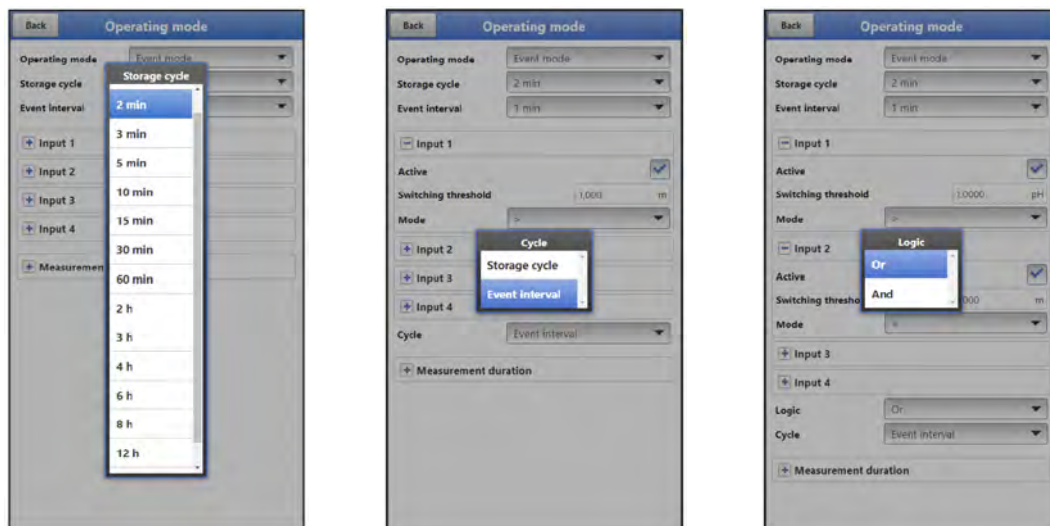 Back Operating mode
Operating mode Event mode
Storage cycle
Event interval
Storage cycle
2 min
3 min
5 min
10 min
15 min
30 min
60 min
2 h
3 h
4 h
6 h
8 h
12 h
Input 1
Input 2
Input 3
Input 4
Back Operating mode
Operating mode Event mode
Storage cycle 2 min
Event interval 1 min
Input 1
Active
Switching threshold 1,000 m
Mode >
Cycle
Storage cycle
Event interval
Input 2
Input 3
Input 4
Cycle Event interval
Measurement duration
Back Operating mode
Operating mode Event mode
Storage cycle 2 min
Event interval 1 min
Input 1
Active
Switching threshold pH
Mode >
Logic
Or
And
Input 2
Active
Mode
Input 3
Input 4
Logic Or
Cycle Event interval
Measurement duration